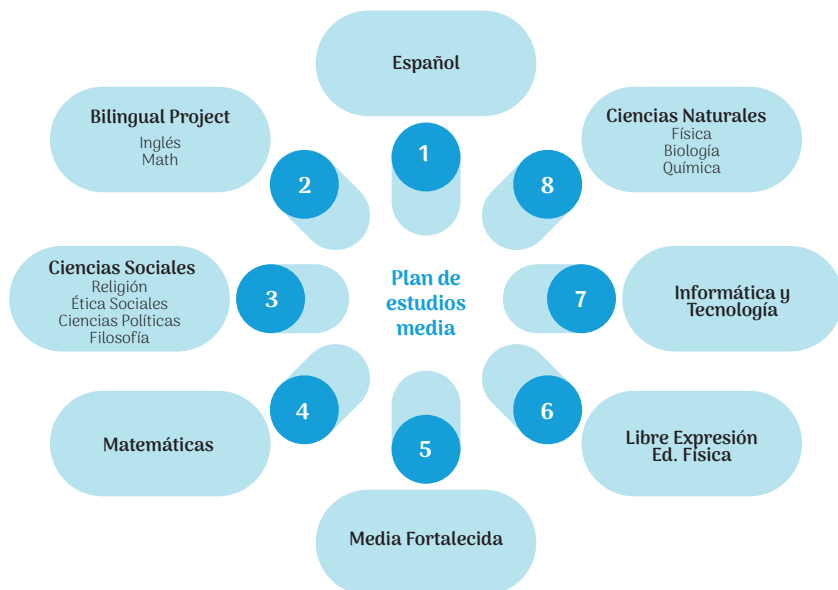 Plan de
estudios
media
1
Español
2
Bilingual Project
Inglés
Math
3
Ciencias Sociales
Religión
Ética Sociales
Ciencias Políticas
Filosofía
4
Matemáticas
5
Media Fortalecida
6
Libre Expresión
Ed. Física
7
Informática y
Tecnología
8
Ciencias Naturales
Física
Biología
Química